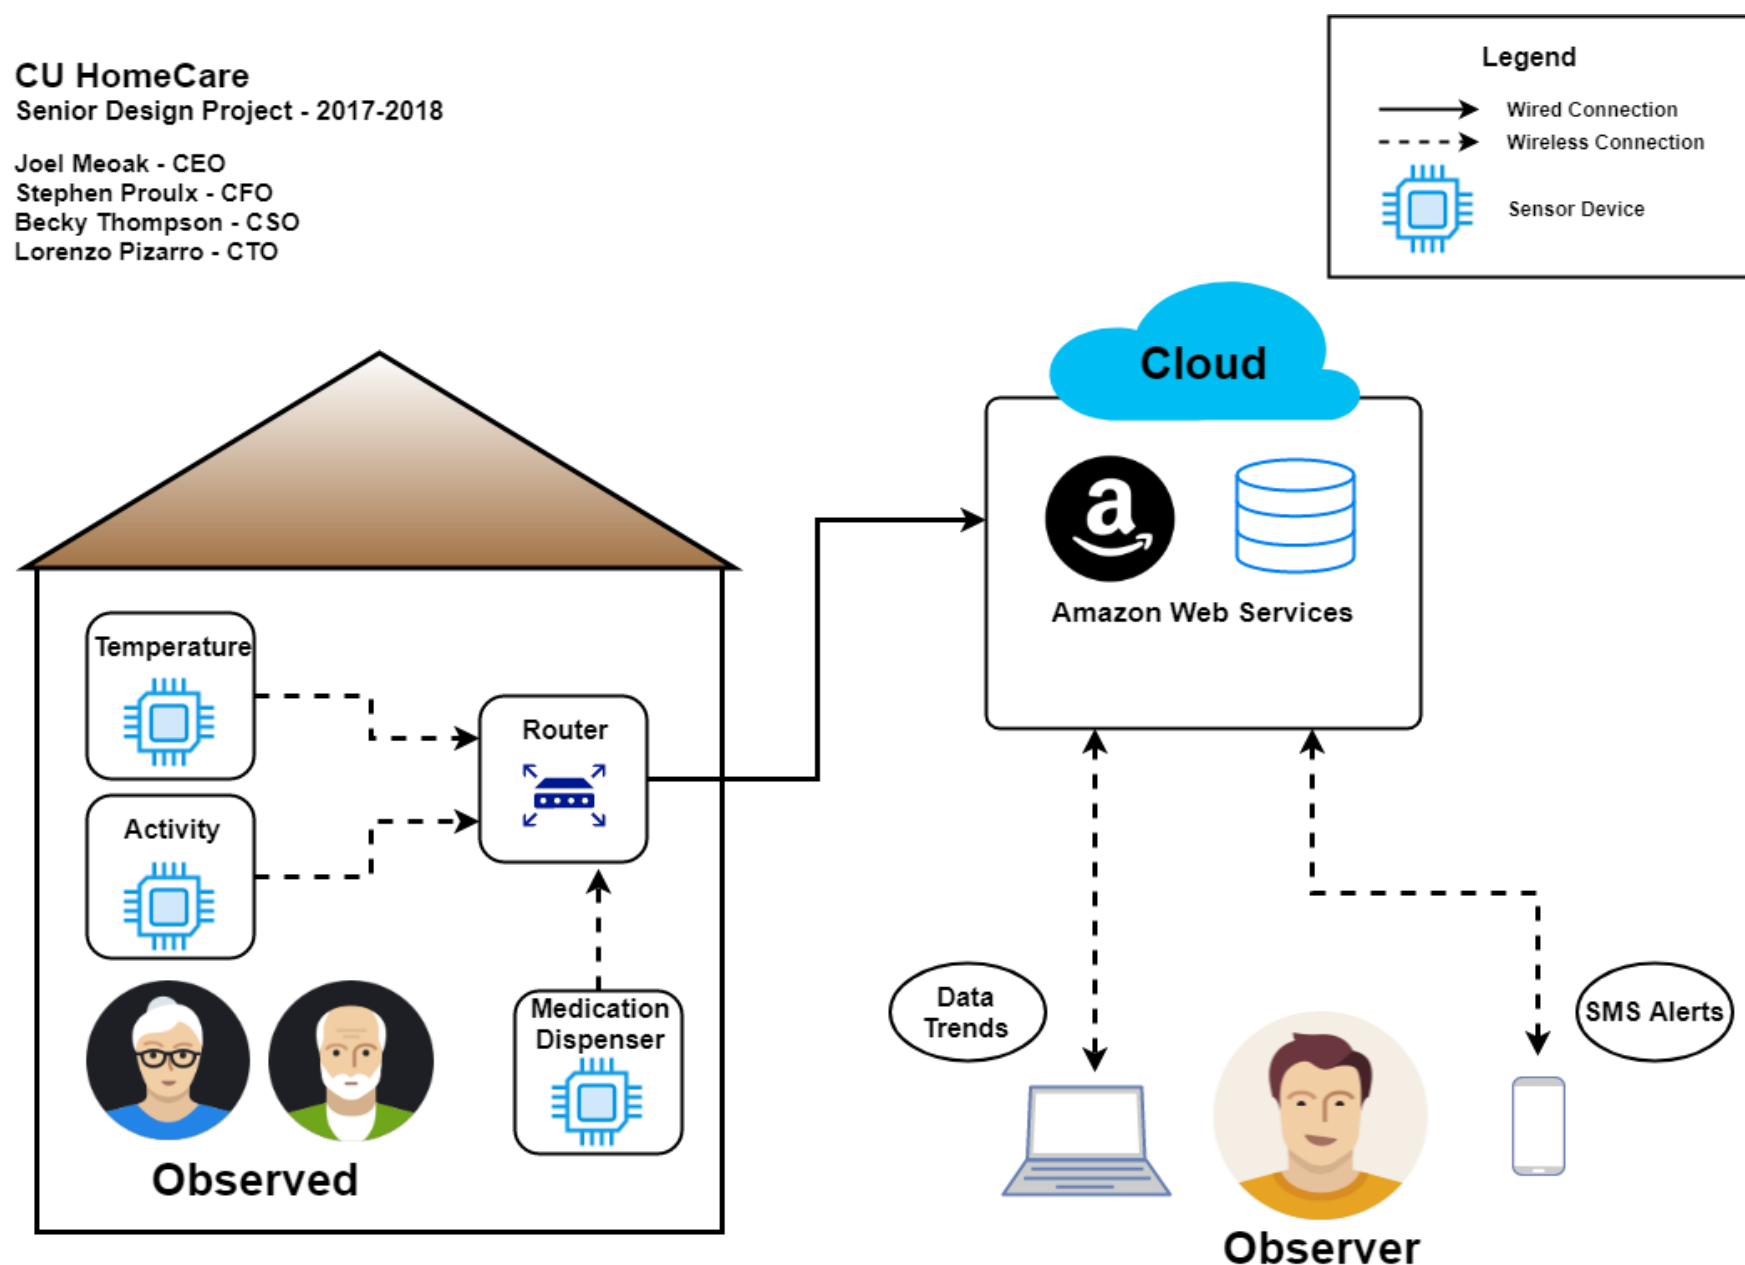 CU HomeCare
Senior Design Project - 2017-2018
Joel Meoak - CEO
Stephen Proulx - CFO
Becky Thompson - CSO
Lorenzo Pizarro - CTO
Legend
Wired Connection
Wireless Connection
Sensor Device
Cloud
a
Amazon Web Services
Temperature
Router
Activity
Medication
Dispenser
Observed
Data
Trends
SMS Alerts
Observer